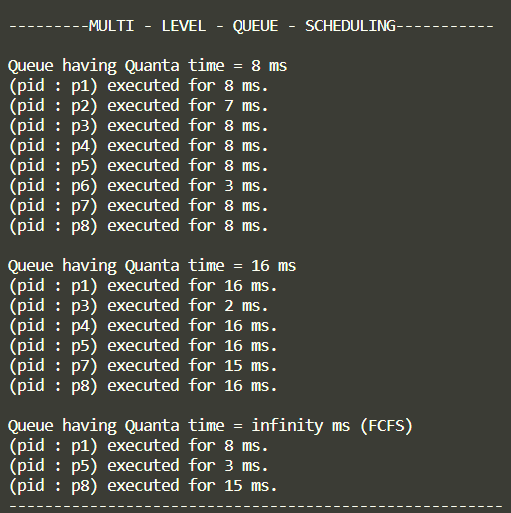 ---------MULTI - LEVEL - QUEUE - SCHEDULING-----------
Queue having Quanta time = 8 ms
(pid : p1) executed for 8 ms.
(pid : p2) executed for 7 ms.
(pid : p3) executed for 8 ms.
(pid : p4) executed for 8 ms.
(pid : p5) executed for 8 ms.
(pid : p6) executed for 3 ms.
(pid : p7) executed for 8 ms.
(pid : p8) executed for 8 ms.
Queue having Quanta time = 16 ms
(pid : p1) executed for 16 ms.
(pid : p3) executed for 2 ms.
(pid : p4) executed for 16 ms.
(pid : p5) executed for 16 ms.
(pid : p7) executed for 15 ms.
(pid : p8) executed for 16 ms.
Queue having Quanta time = infinity ms (FCFS)
(pid : p1) executed for 8 ms.
(pid : p5) executed for 3 ms.
(pid : p8) executed for 15 ms.
-------------------------------------------------------